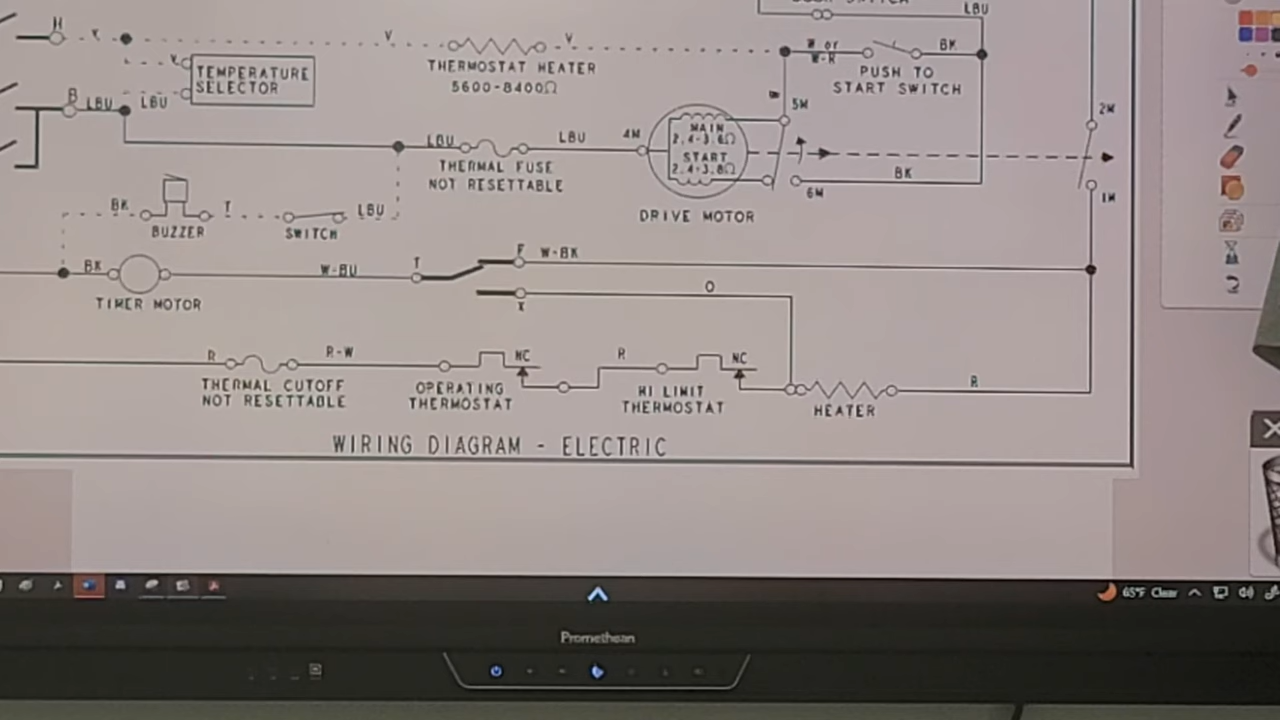 LBU
H
V
V
W or
W-R
BK
THERMOSTAT HEATER
5600-8400Ω
PUSH TO
START SWITCH
V
TEMPERATURE
SELECTOR
B
LBU
LBU
5M
2M
MAIN
2.4-3.6Ω
START
2.4-3.8Ω
LBU
LBU
4M
THERMAL FUSE
NOT RESETTABLE
BK
6M
1M
DRIVE MOTOR
BK
T
LBU
BUZZER
SWITCH
BK
W-BU
T
F
W-BK
TIMER MOTOR
O
X
R
R-W
NC
R
NC
R
THERMAL CUTOFF
NOT RESETTABLE
OPERATING
THERMOSTAT
HI LIMIT
THERMOSTAT
HEATER
WIRING DIAGRAM - ELECTRIC
65°F Clear
Promethean